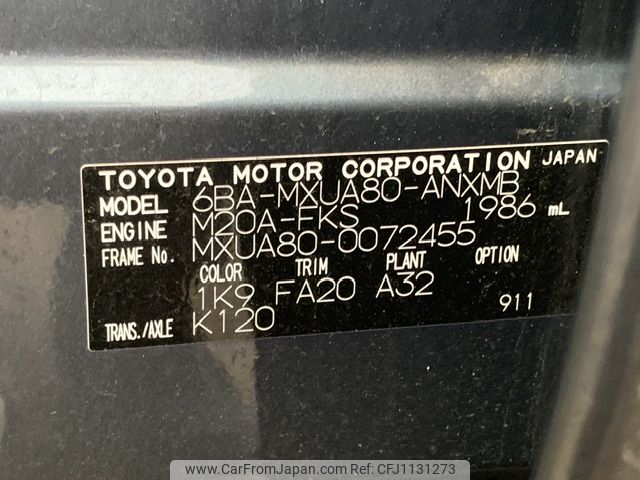 TOYOTA MOTOR CORPORATION JAPAN
MODEL 6BA-MXUA80-ANXMB
ENGINE M20A-FKS 1986 mL
FRAME No. MXUA80-0072455
COLOR TRIM PLANT OPTION
1K9 FA20 A32
TRANS./AXLE K120 911
www.CarFromJapan.com | REF ID:CFJ1131273